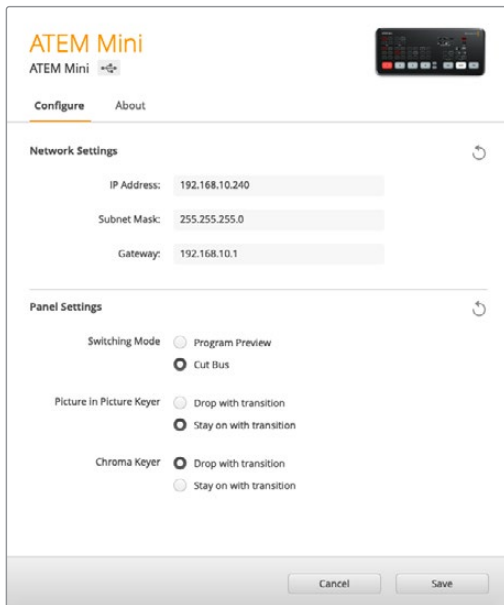 ATEM Mini
ATEM Mini
Configure About
Network Settings
IP Address: 192.168.10.240
Subnet Mask: 255.255.255.0
Gateway: 192.168.10.1
Panel Settings
Switching Mode Program Preview
Cut Bus
Picture in Picture Keyer Drop with transition
Stay on with transition
Chroma Keyer Drop with transition
Stay on with transition
Cancel Save